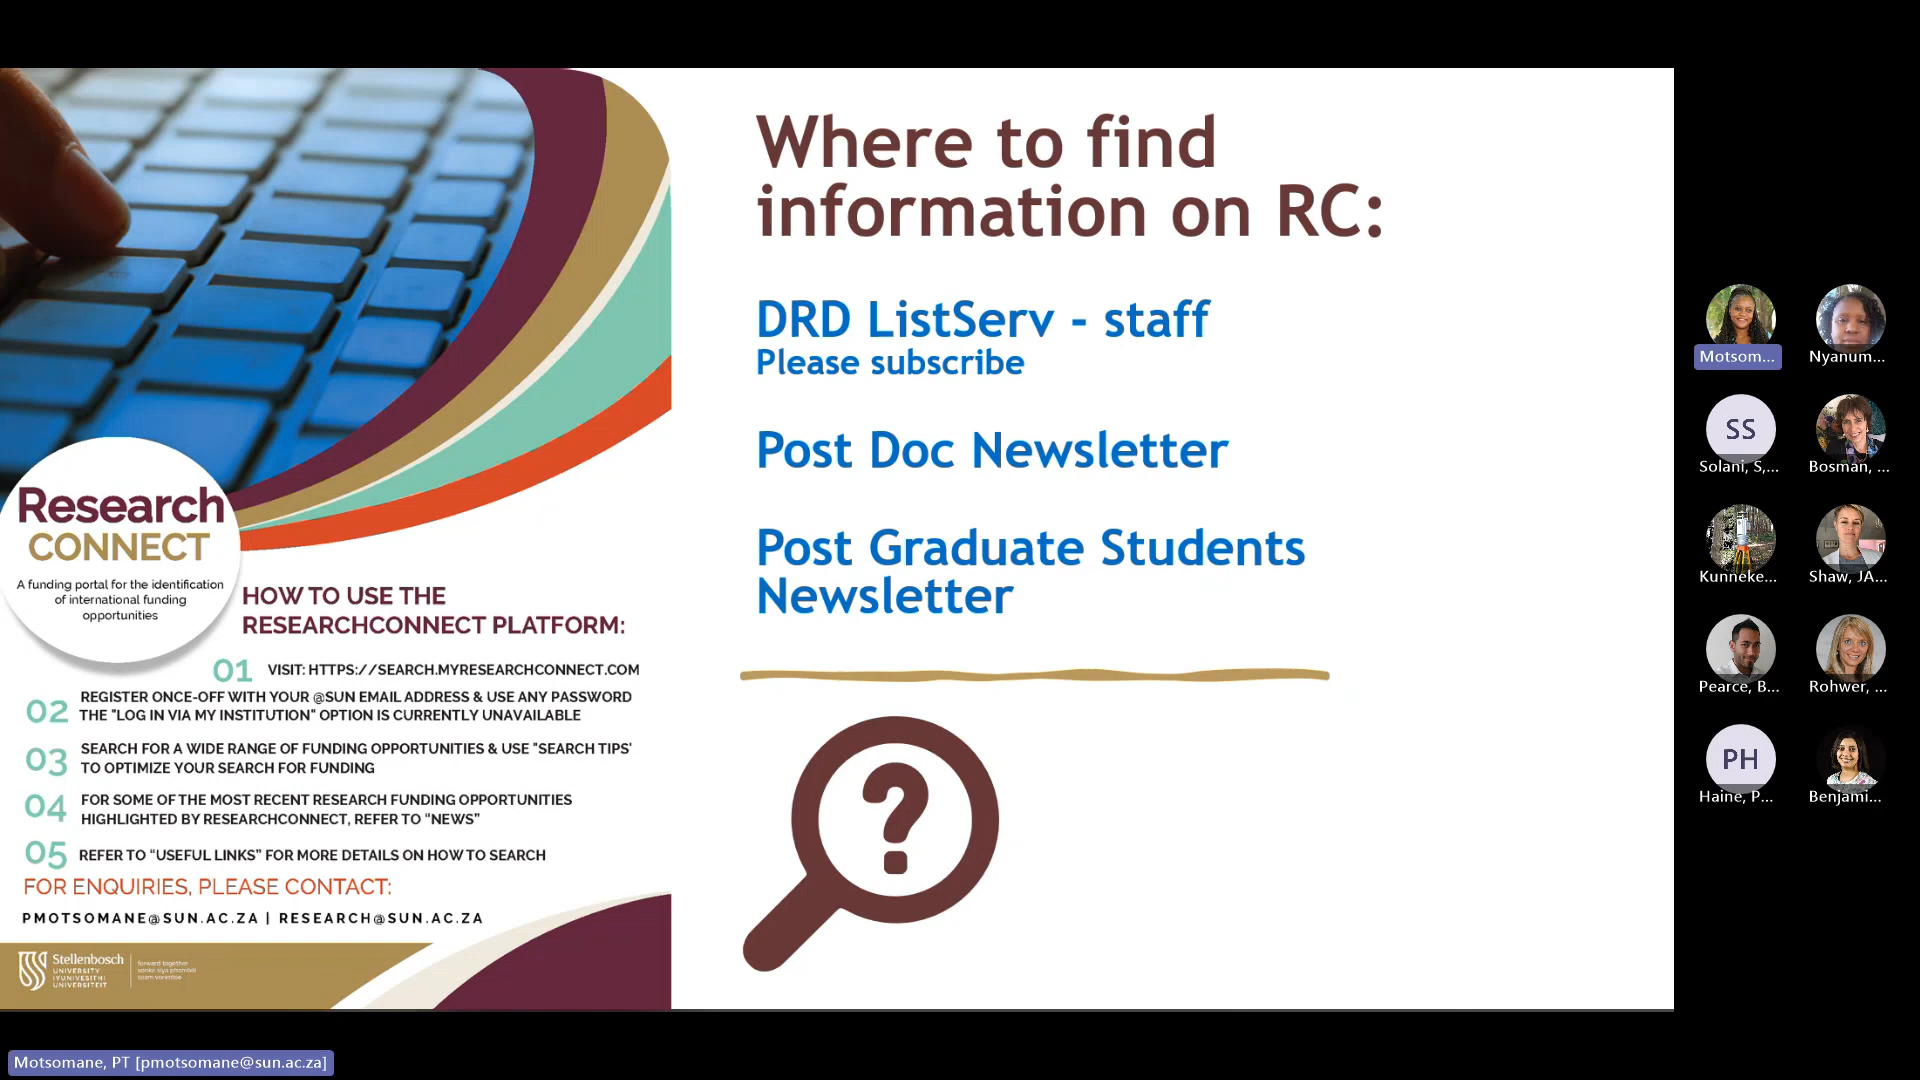 Where to find
information on RC:
DRD ListServ - staff
Please subscribe
Post Doc Newsletter
Post Graduate Students
Newsletter
Research
CONNECT
A funding portal for the identification
of international funding
opportunities
HOW TO USE THE
RESEARCHCONNECT PLATFORM:
01 VISIT: HTTPS://SEARCH.MYRESEARCHCONNECT.COM
02 REGISTER ONCE-OFF WITH YOUR @SUN EMAIL ADDRESS & USE ANY PASSWORD
THE "LOG IN VIA MY INSTITUTION" OPTION IS CURRENTLY UNAVAILABLE
03 SEARCH FOR A WIDE RANGE OF FUNDING OPPORTUNITIES & USE "SEARCH TIPS'
TO OPTIMIZE YOUR SEARCH FOR FUNDING
04 FOR SOME OF THE MOST RECENT RESEARCH FUNDING OPPORTUNITIES
HIGHLIGHTED BY RESEARCHCONNECT, REFER TO “NEWS”
05 REFER TO “USEFUL LINKS” FOR MORE DETAILS ON HOW TO SEARCH
FOR ENQUIRIES, PLEASE CONTACT:
PMOTSOMANE@SUN.AC.ZA | RESEARCH@SUN.AC.ZA
Stellenbosch
UNIVERSITY
IYUNIVESITHI
UNIVERSITEIT
forward together
sonke siya phambili
saam vorentoe
?
Motsom...
Nyanum...
SS
Solani, S,...
Bosman, ...
Kunneke...
Shaw, JA...
Pearce, B...
Rohwer, ...
PH
Haine, P...
Benjami...
Motsomane, PT [pmotsomane@sun.ac.za]